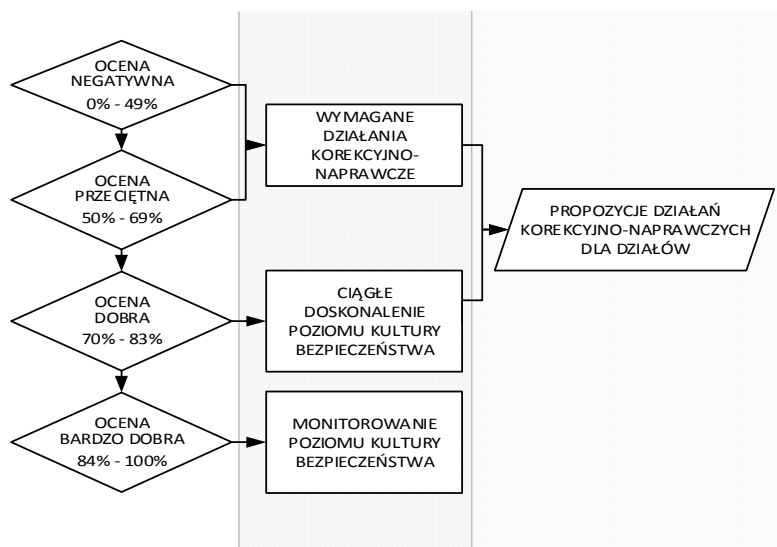 OCENA
NEGATYWNA
0% - 49%
OCENA
PRZECIĘTNA
50% - 69%
OCENA
DOBRA
70% - 83%
OCENA
BARDZO DOBRA
84% - 100%
WYMAGANE
DZIAŁANIA
KOREKCYJNO-
NAPRAWCZE
CIĄGŁE
DOSKONALENIE
POZIOMU KULTURY
BEZPIECZEŃSTWA
MONITOROWANIE
POZIOMU KULTURY
BEZPIECZEŃSTWA
PROPOZYCJE DZIAŁAŃ
KOREKCYJNO-NAPRAWCZYCH
DLA DZIAŁÓW